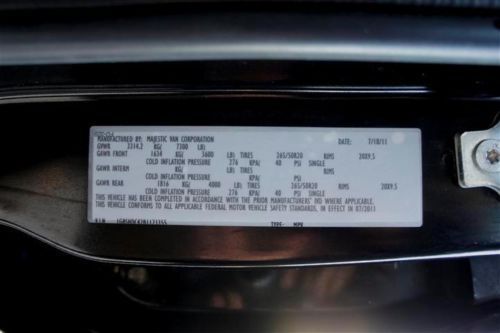 MANUFACTURED BY: MAJESTIC VAN CORPORATION DATE: 7/18/11
GVWR 3314.2 KG/ 7300 LB)
GAWR FRONT 1634 KG/ 3600 LB) TIRES 265/50R20 RIMS 20X9.5
COLD INFLATION PRESSURE 276 KPA/ 40 PSI SINGLE
GAWR INTERM KG/ LB) TIRES RIMS
COLD INFLATION PRESSURE KPA/ PSI
GAWR REAR 1816 KG/ 4000 LB) TIRES 265/50R20 RIMS 20X9.5
COLD INFLATION PRESSURE 276 KPA/ 40 PSI SINGLE
THIS VEHICLE HAS BEEN COMPLETED IN ACCORDANCE WITH THE PRIOR MANUFACTURERS' IVD WHERE APPLICABLE.
THIS VEHICLE CONFORMS TO ALL APPLICABLE FEDERAL MOTOR VEHICLE SAFETY STANDARDS, IN EFFECT IN 07/2011
VIN TYPE- MPV